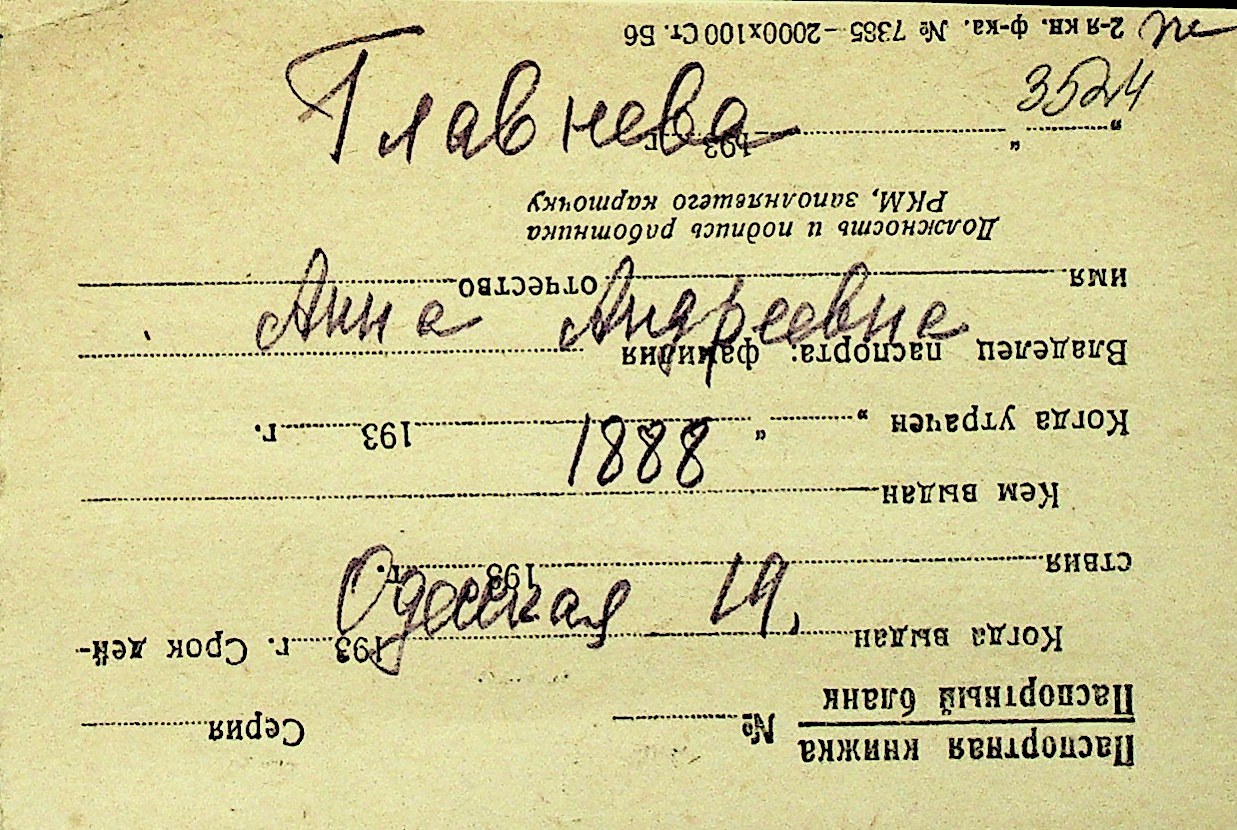 Главнева
3524
Анна Андреевна
1888
Одесская 19.
Паспортная книжка
Паспортный бланк № Серия
Когда выдан 193 г. Срок дей-
ствия 193 г.
Кем выдан
Когда утрачен „ “ 193 г.
Владелец паспорта: фамилия
имя отчество
Должность и подпись работника
РКМ, заполнявшего карточку
„ “ 193 г.
2-я кн. ф-ка. № 7385–2000х100 Ст. Б6